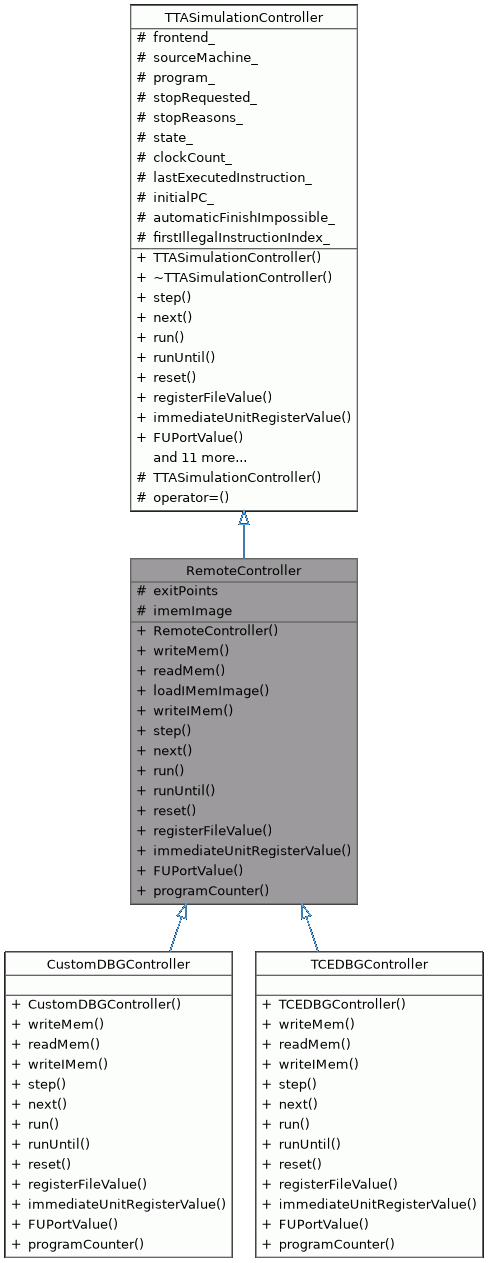 TTASimulationController
# frontend_
# sourceMachine_
# program_
# stopRequested_
# stopReasons_
# state_
# clockCount_
# lastExecutedInstruction_
# initialPC_
# automaticFinishImpossible_
# firstIllegalInstructionIndex_
+ TTASimulationController()
+ ~TTASimulationController()
+ step()
+ next()
+ run()
+ runUntil()
+ reset()
+ registerFileValue()
+ immediateUnitRegisterValue()
+ FUPortValue()
and 11 more...
# TTASimulationController()
# operator=()
RemoteController
# exitPoints
# imemImage
+ RemoteController()
+ writeMem()
+ readMem()
+ loadIMemImage()
+ writeIMem()
+ step()
+ next()
+ run()
+ runUntil()
+ reset()
+ registerFileValue()
+ immediateUnitRegisterValue()
+ FUPortValue()
+ programCounter()
CustomDBGController
+ CustomDBGController()
+ writeMem()
+ readMem()
+ writeIMem()
+ step()
+ next()
+ run()
+ runUntil()
+ reset()
+ registerFileValue()
+ immediateUnitRegisterValue()
+ FUPortValue()
+ programCounter()
TCEDBGController
+ TCEDBGController()
+ writeMem()
+ readMem()
+ writeIMem()
+ step()
+ next()
+ run()
+ runUntil()
+ reset()
+ registerFileValue()
+ immediateUnitRegisterValue()
+ FUPortValue()
+ programCounter()